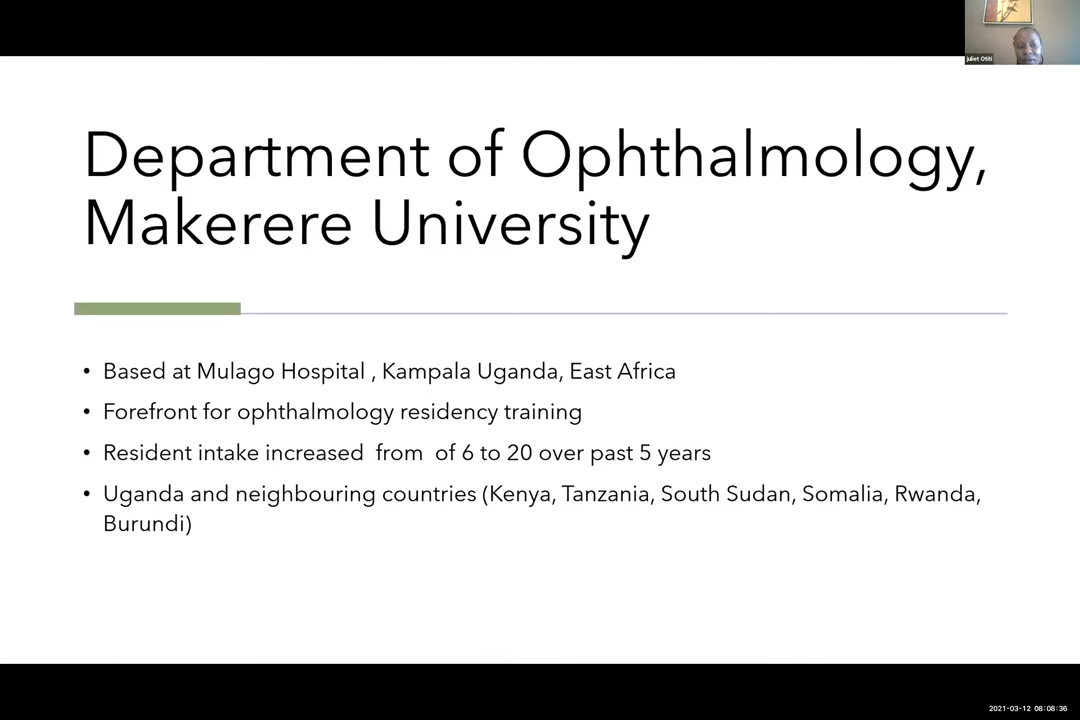 juliet Otiti
Department of Ophthalmology,
Makerere University
• Based at Mulago Hospital , Kampala Uganda, East Africa
• Forefront for ophthalmology residency training
• Resident intake increased  from  of 6 to 20 over past 5 years
• Uganda and neighbouring countries (Kenya, Tanzania, South Sudan, Somalia, Rwanda,
Burundi)
2021-03-12 08:08:36